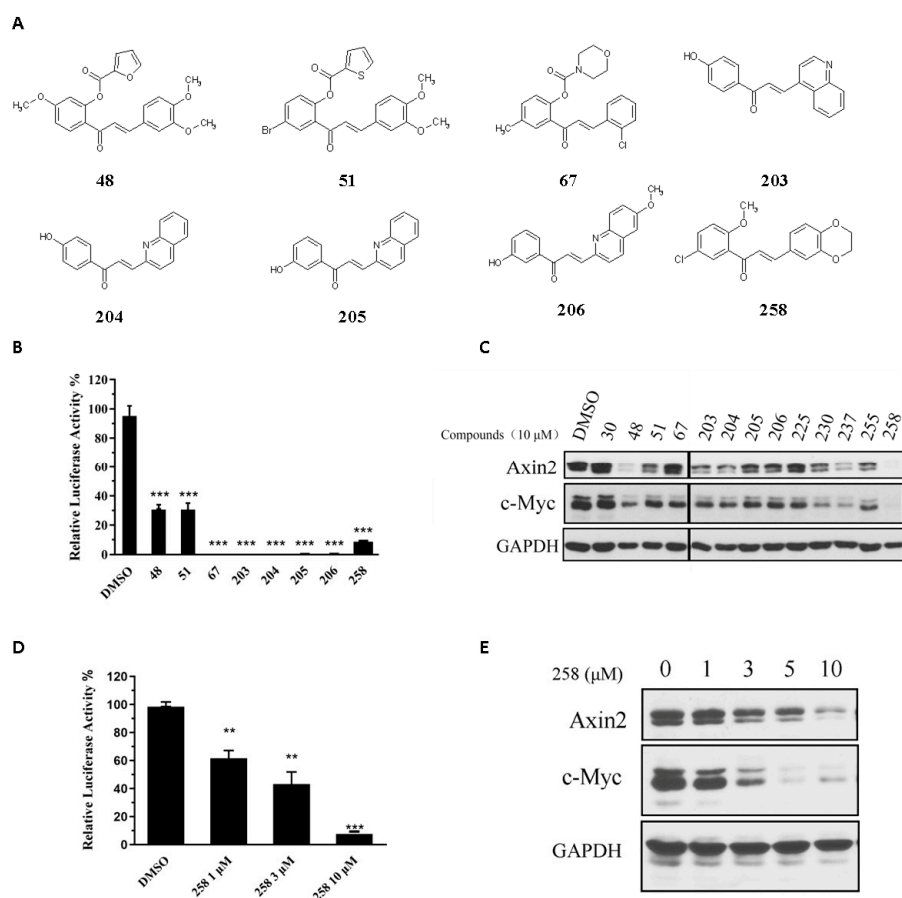 A
48
51
67
203
204
205
206
258
B
Relative Luciferase Activity %
120
100
80
60
40
20
0
*** *** *** *** *** *** *** ***
DMSO 48 51 67 203 204 205 206 258
C
Compounds (10 μM) DMSO 30 48 51 67 203 204 205 206 225 230 237 255 258
Axin2
c-Myc
GAPDH
D
Relative Luciferase Activity %
120
100
80
60
40
20
0
** ** ***
DMSO 258 1 μM 258 3 μM 258 10 μM
E
258 (μM) 0 1 3 5 10
Axin2
c-Myc
GAPDH